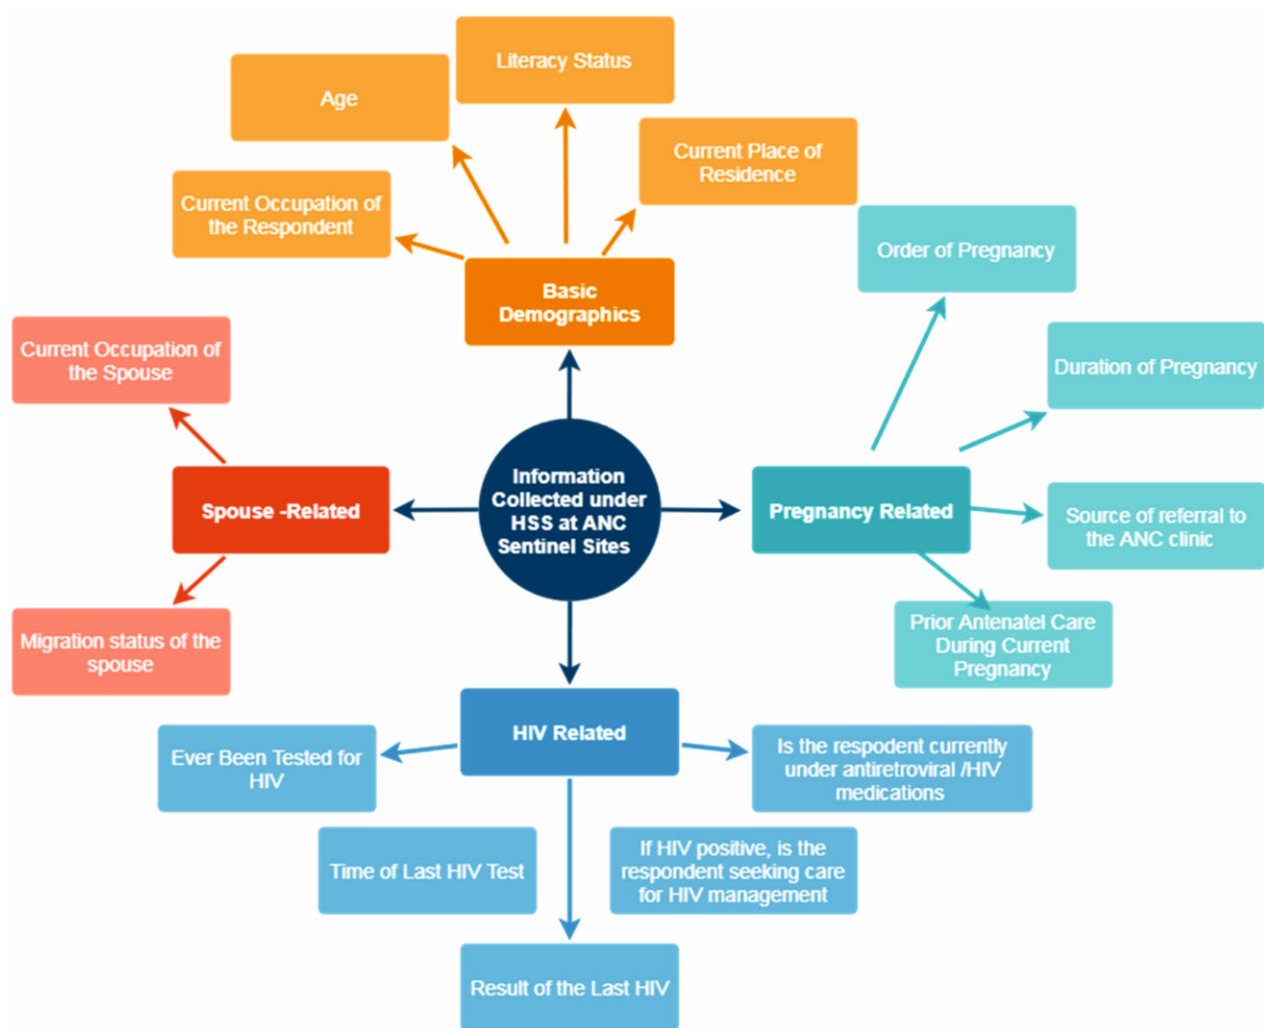 Literacy Status
Age
Current Place of
Residence
Current Occupation of
the Respondent
Order of Pregnancy
Basic
Demographics
Current Occupation of
the Spouse
Duration of Pregnancy
Information
Collected under
HSS at ANC
Sentinel Sites
Spouse -Related
Pregnancy Related
Source of referral to
the ANC clinic
Migration status of the
spouse
Prior Antenatel Care
During Current
Pregnancy
HIV Related
Ever Been Tested for
HIV
Is the respodent currently
under antiretroviral /HIV
medications
Time of Last HIV Test
If HIV positive, is the
respondent seeking care
for HIV management
Result of the Last HIV